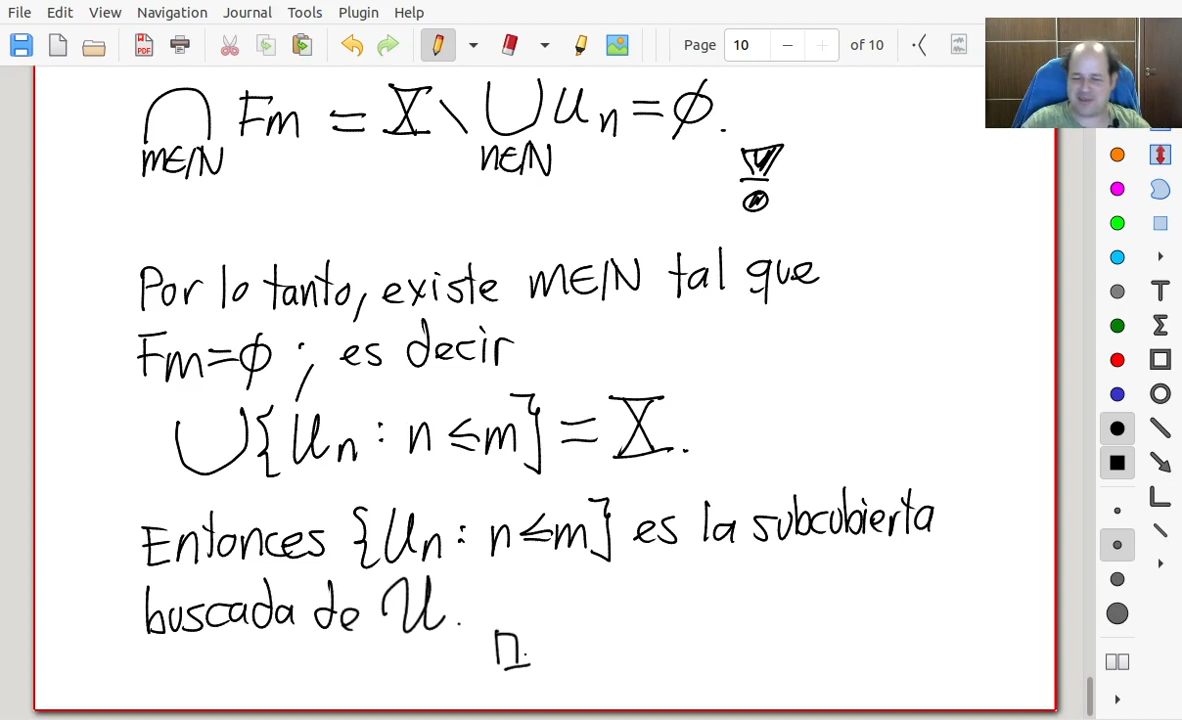 File Edit View Navigation Journal Tools Plugin Help
Page 10 of 10
⋂ Fm = X \ ⋃ Un = ∅.
m∈ℕ n∈ℕ
Por lo tanto, existe m∈ℕ tal que
Fm=∅; es decir
⋃{Un : n ≤ m} = X.
Entonces {Un : n ≤ m} es la subcubierta
buscada de U.